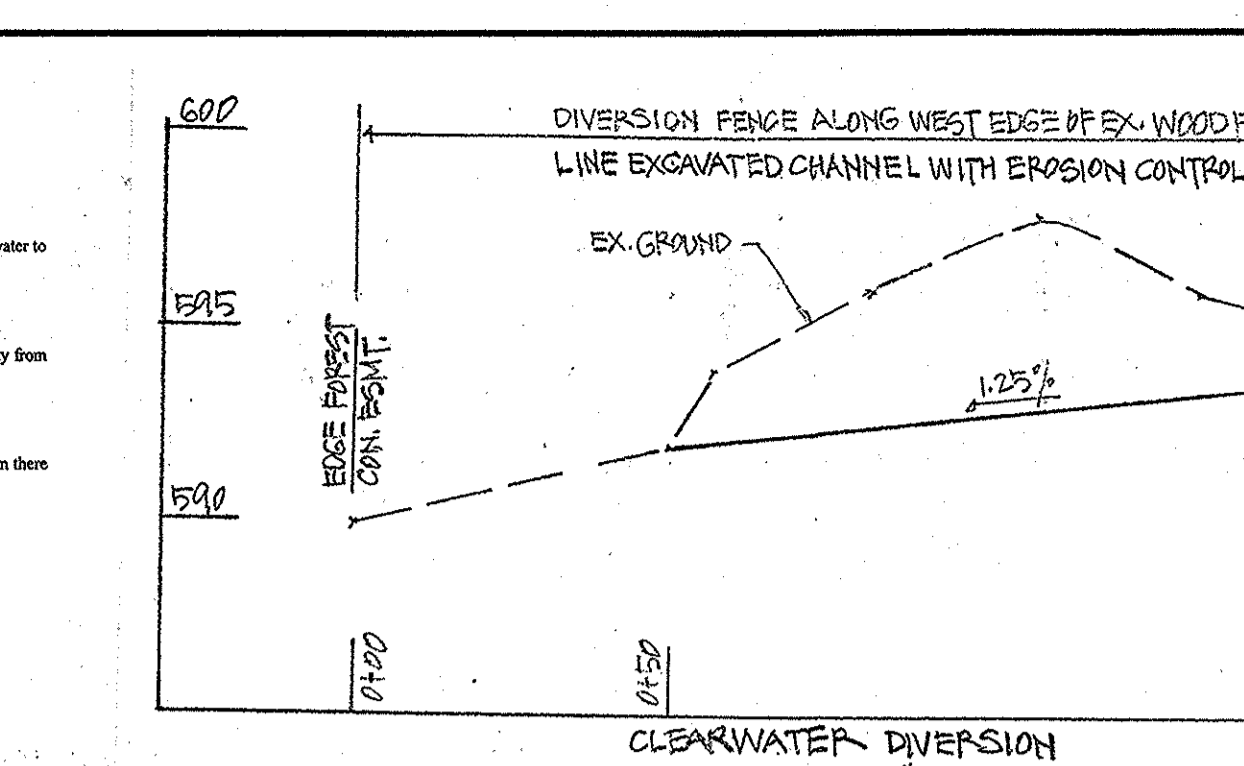 600
DIVERSION FENCE ALONG WEST EDGE OF EX. WOOD
LINE EXCAVATED CHANNEL WITH EROSION CONTROL
vater to
EX. GROUND
595
y from
EDGE FOREST
CON. ESMT.
1.25%
n there
590
0+00
0+50
CLEARWATER DIVERSION